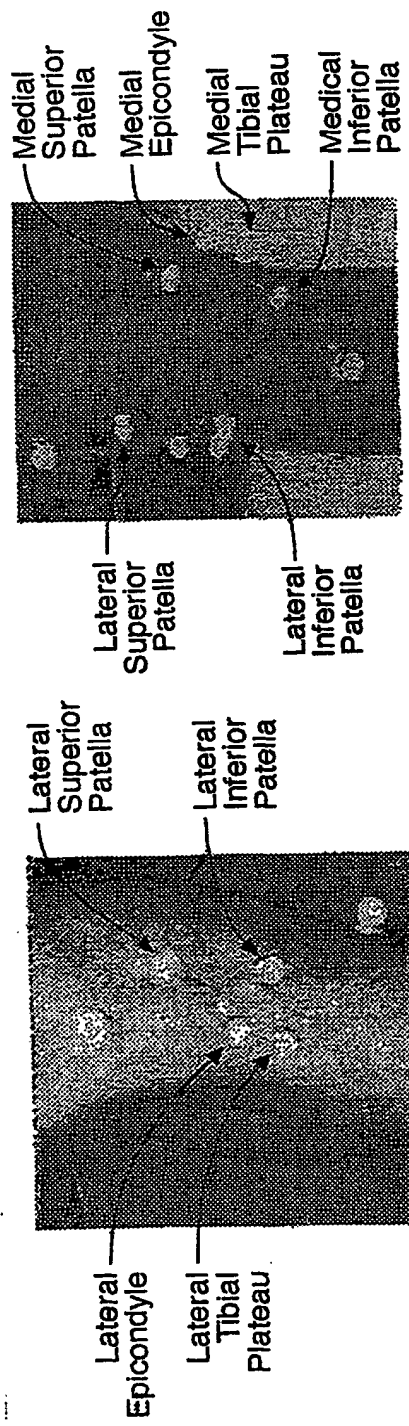 Lateral
Epicondyle
Lateral
Tibial
Plateau
Lateral
Superior
Patella
Lateral
Inferior
Patella
Lateral
Superior
Patella
Lateral
Inferior
Patella
Medial
Superior
Patella
Medial
Epicondyle
Medial
Tibial
Plateau
Medical
Inferior
Patella